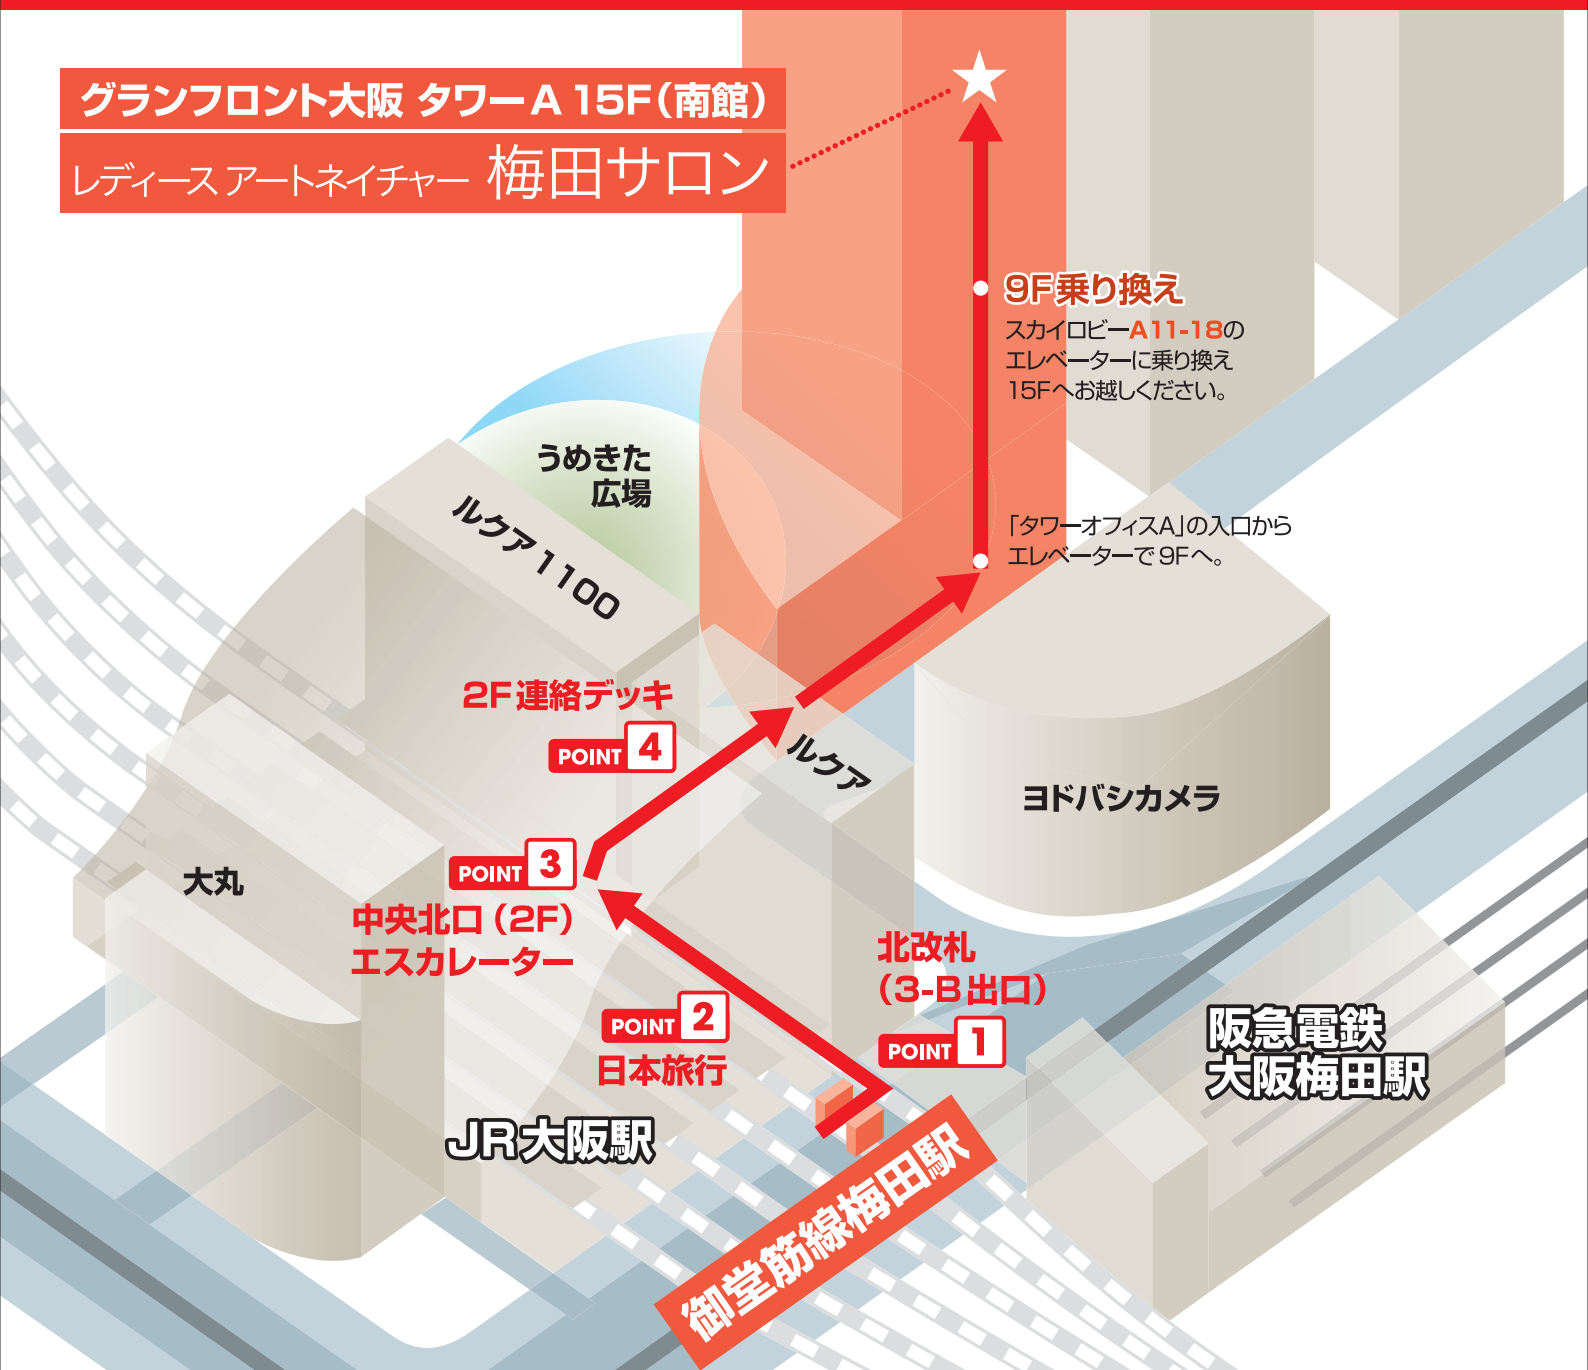 グランフロント大阪 タワーA 15F(南館)
レディース アートネイチャー 梅田サロン
9F乗り換え
スカイロビーA11-18の
エレベーターに乗り換え
15Fへお越しください。
うめきた
広場
ルクア1100
「タワーオフィスA」の入口から
エレベーターで9Fへ。
2F連絡デッキ
POINT 4
ルクア
ヨドバシカメラ
大丸
POINT 3
中央北口(2F)
エスカレーター
北改札
(3-B出口)
POINT 1
POINT 2
日本旅行
阪急電鉄
大阪梅田駅
JR大阪駅
御堂筋線梅田駅